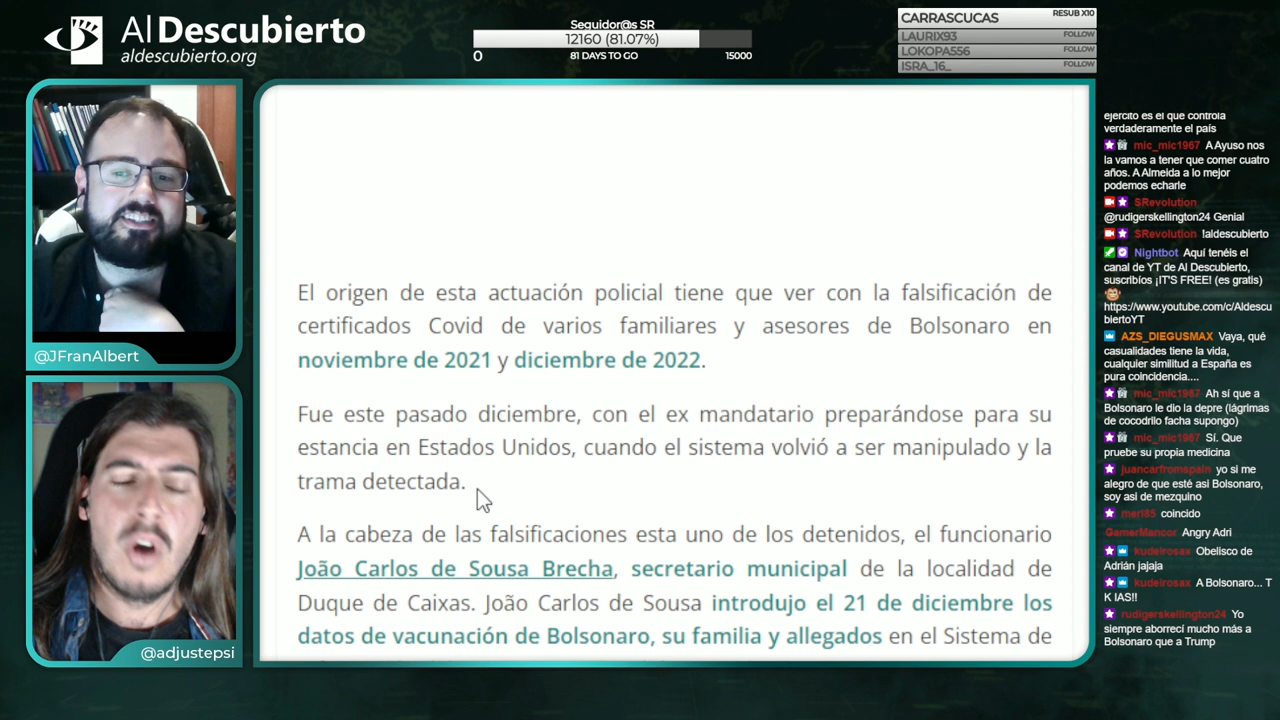 Al Descubierto
aldescubierto.org
Seguidor@s SR
12160 (81.07%)
0
81 DAYS TO GO
15000
CARRASCUCAS
RESUB X10
LAURIX93
FOLLOW
LOKOPA556
FOLLOW
ISRA_16_
FOLLOW
@JFranAlbert
@adjustepsi
El origen de esta actuación policial tiene que ver con la falsificación de
certificados Covid de varios familiares y asesores de Bolsonaro en
noviembre de 2021 y diciembre de 2022.
Fue este pasado diciembre, con el ex mandatario preparándose para su
estancia en Estados Unidos, cuando el sistema volvió a ser manipulado y la
trama detectada.
A la cabeza de las falsificaciones esta uno de los detenidos, el funcionario
João Carlos de Sousa Brecha, secretario municipal de la localidad de
Duque de Caixas. João Carlos de Sousa introdujo el 21 de diciembre los
datos de vacunación de Bolsonaro, su familia y allegados en el Sistema de
ejército es el que controla
verdaderamente el país
mic_mic1967 A Ayuso nos
la vamos a tener que comer cuatro
años. A Almeida a lo mejor
podemos echarle
SRevolution
@rudigerskellington24 Genial
SRevolution !aldescubierto
Nightbot Aquí tenéis el
canal de YT de Al Descubierto,
suscribíos ¡IT'S FREE! (es gratis)
https://www.youtube.com/c/Aldescu
biertoYT
AZS_DIEGUSMAX Vaya, qué
casualidades tiene la vida,
cualquier similitud a España es
pura coincidencia....
mic_mic1967 Ah sí que a
Bolsonaro le dio la depre (lágrimas
de cocodrilo facha supongo)
mic_mic1967 Sí. Que
pruebe su propia medicina
juancarfromspain yo si me
alegro de que esté asi Bolsonaro,
soy asi de mezquino
meri85 coincido
GamerMancor Angry Adri
kudeirosax Obelisco de
Adrián jajaja
kudeirosax A Bolsonaro... T
K IAS!!
rudigerskellington24 Yo
siempre aborrecí mucho más a
Bolsonaro que a Trump